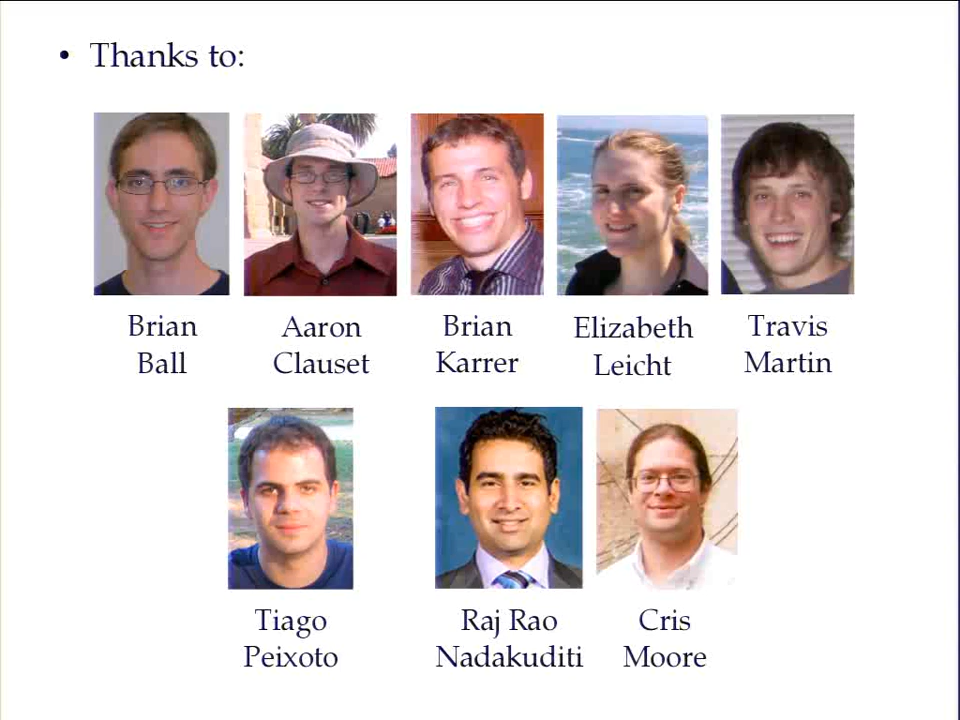 • Thanks to:
Brian Ball
Aaron Clauset
Brian Karrer
Elizabeth Leicht
Travis Martin
Tiago Peixoto
Raj Rao Nadakuditi
Cris Moore